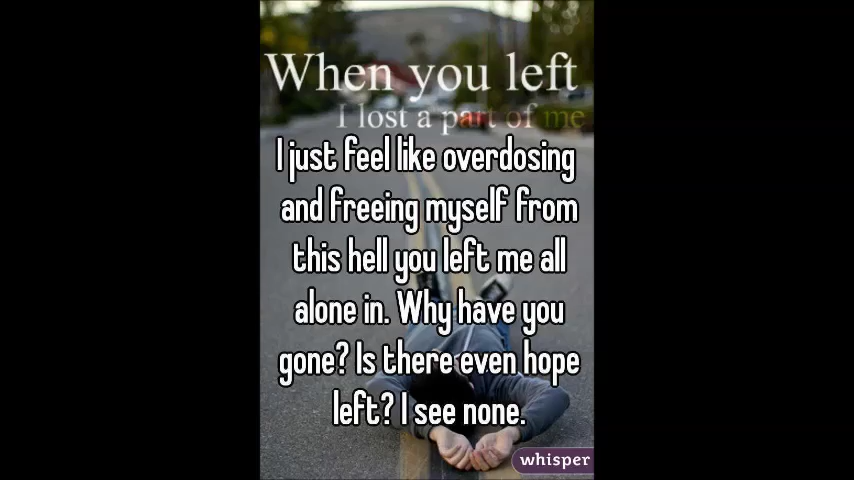 When you left
I lost a part of me
I just feel like overdosing
and freeing myself from
this hell you left me all
alone in. Why have you
gone? Is there even hope
left? I see none.
whisper